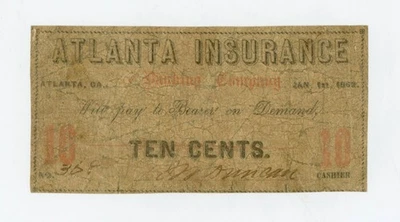 ATLANTA INSURANCE
ATLANTA, GA., Banking Company JAN 1st, 1862.
Will pay to Bearer on Demand,
10 TEN CENTS. 10
NO. CASHIER